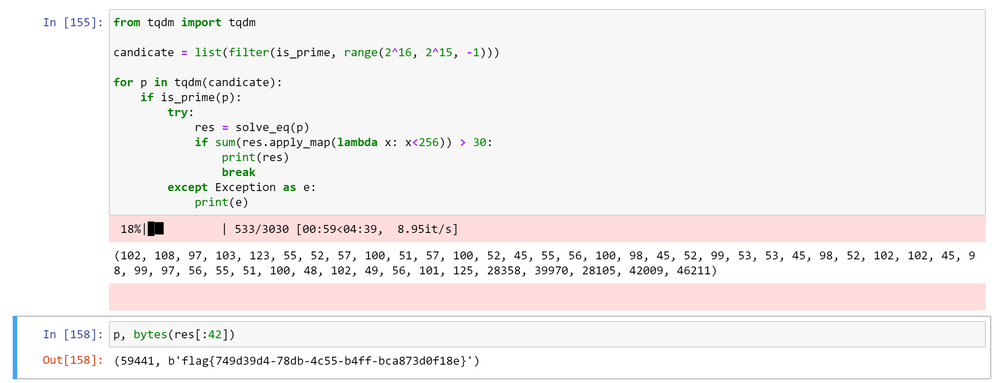 In [155]: from tqdm import tqdm
candicate = list(filter(is_prime, range(2^16, 2^15, -1)))
for p in tqdm(candicate):
    if is_prime(p):
        try:
            res = solve_eq(p)
            if sum(res.apply_map(lambda x: x<256)) > 30:
                print(res)
                break
        except Exception as e:
            print(e)
18%|██        | 533/3030 [00:59<04:39,  8.95it/s]
(102, 108, 97, 103, 123, 55, 52, 57, 100, 51, 57, 100, 52, 45, 55, 56, 100, 98, 45, 52, 99, 53, 53, 45, 98, 52, 102, 102, 45, 9
8, 99, 97, 56, 55, 51, 100, 48, 102, 49, 56, 101, 125, 28358, 39970, 28105, 42009, 46211)
In [158]: p, bytes(res[:42])
Out[158]: (59441, b'flag{749d39d4-78db-4c55-b4ff-bca873d0f18e}')